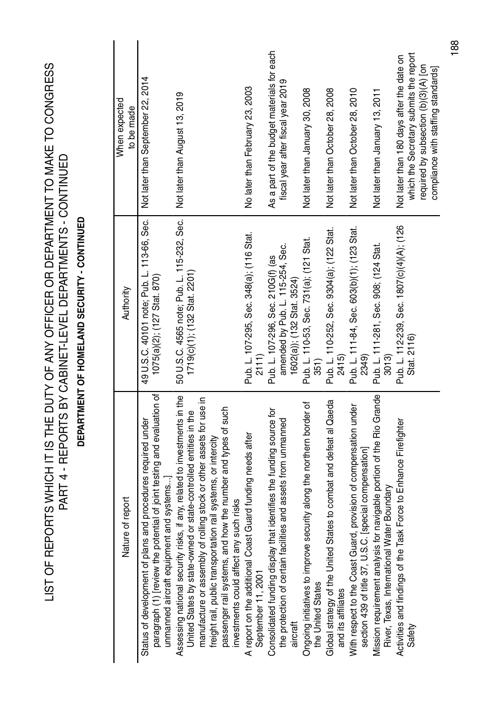 LIST OF REPORTS WHICH IT IS THE DUTY OF ANY OFFICER OR DEPARTMENT TO MAKE TO CONGRESS
PART 4 - REPORTS BY CABINET-LEVEL DEPARTMENTS - CONTINUED
DEPARTMENT OF HOMELAND SECURITY - CONTINUED
Nature of report
Authority
When expected
to be made
Status of development of plans and procedures required under
paragraph (1) [review the potential of joint testing and evaluation of
unmanned aircraft equipment and systems...]
49 U.S.C. 40101 note; Pub. L. 113-66, Sec.
1075(a)(2); (127 Stat. 870)
Not later than September 22, 2014
Assessing national security risks, if any, related to investments in the
United States by state-owned or state-controlled entities in the
manufacture or assembly of rolling stock or other assets for use in
freight rail, public transportation rail systems, or intercity
passenger rail systems, and how the number and types of such
investments could affect any such risks
50 U.S.C. 4565 note; Pub. L. 115-232, Sec.
1719(c)(1); (132 Stat. 2201)
Not later than August 13, 2019
A report on the additional Coast Guard funding needs after
September 11, 2001
Pub. L. 107-295, Sec. 348(a); (116 Stat.
2111)
No later than February 23, 2003
Consolidated funding display that identifies the funding source for
the protection of certain facilities and assets from unmanned
aircraft
Pub. L. 107-296, Sec. 210G(f) (as
amended by Pub. L. 115-254, Sec.
1602(a)); (132 Stat. 3524)
As a part of the budget materials for each
fiscal year after fiscal year 2019
Ongoing initiatives to improve security along the northern border of
the United States
Pub. L. 110-53, Sec. 731(a); (121 Stat.
351)
Not later than January 30, 2008
Global strategy of the United States to combat and defeat al Qaeda
and its affiliates
Pub. L. 110-252, Sec. 9304(a); (122 Stat.
2415)
Not later than October 28, 2008
With respect to the Coast Guard, provision of compensation under
section 439 of title 37, U.S.C. [special compensation]
Pub. L. 111-84, Sec. 603(b)(1); (123 Stat.
2349)
Not later than October 28, 2010
Mission requirement analysis for navigable portion of the Rio Grande
River, Texas, International Water Boundary
Pub. L. 111-281, Sec. 908; (124 Stat.
3013)
Not later than January 13, 2011
Activities and findings of the Task Force to Enhance Firefighter
Safety
Pub. L. 112-239, Sec. 1807(c)(4)(A); (126
Stat. 2116)
Not later than 180 days after the date on
which the Secretary submits the report
required by subsection (b)(3)(A) [on
compliance with staffing standards]
188